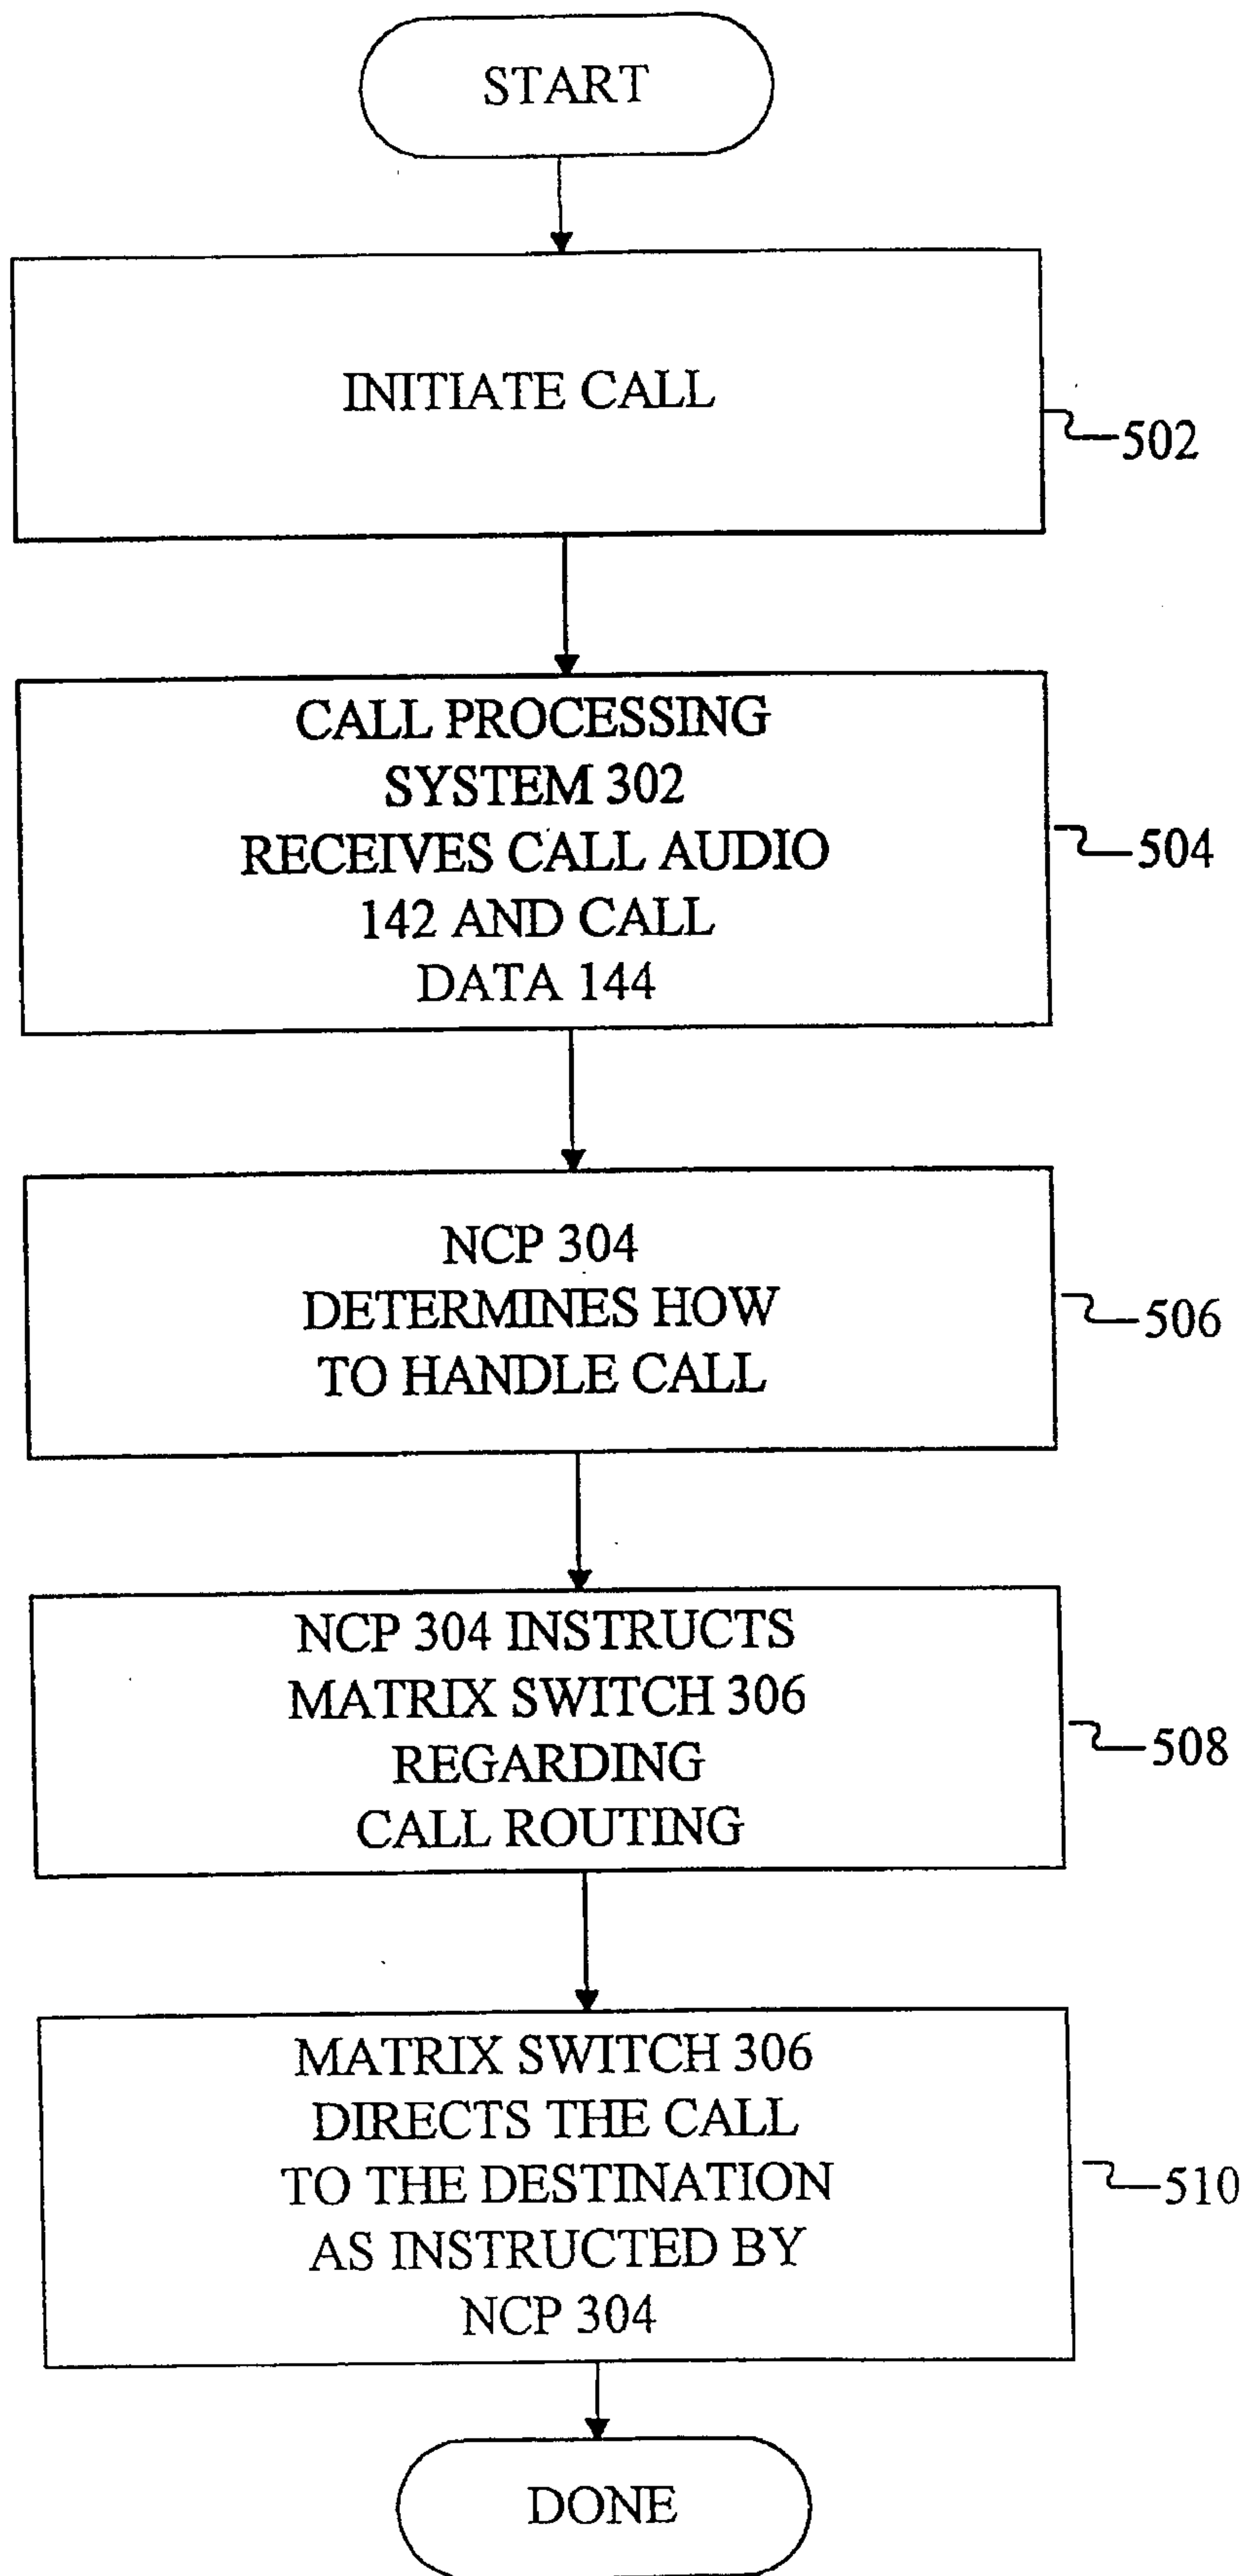 START
INITIATE CALL
502
CALL PROCESSING
SYSTEM 302
RECEIVES CALL AUDIO
142 AND CALL
DATA 144
504
NCP 304
DETERMINES HOW
TO HANDLE CALL
506
NCP 304 INSTRUCTS
MATRIX SWITCH 306
REGARDING
CALL ROUTING
508
MATRIX SWITCH 306
DIRECTS THE CALL
TO THE DESTINATION
AS INSTRUCTED BY
NCP 304
510
DONE